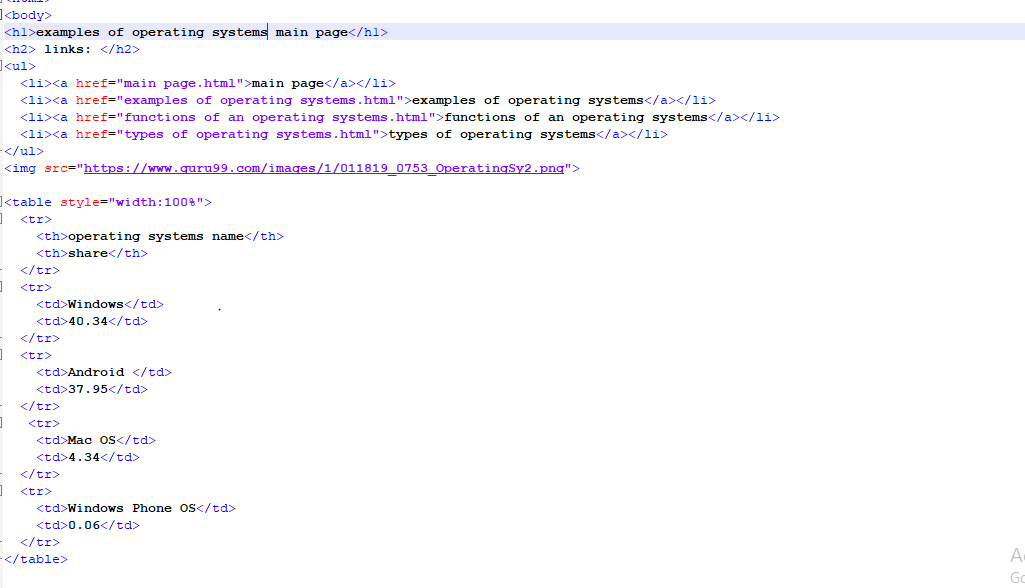 <body>
<h1>examples of operating systems main page</h1>
<h2> links: </h2>
<ul>
  <li><a href="main page.html">main page</a></li>
  <li><a href="examples of operating systems.html">examples of operating systems</a></li>
  <li><a href="functions of an operating systems.html">functions of an operating systems</a></li>
  <li><a href="types of operating systems.html">types of operating systems</a></li>
</ul>
<img src="https://www.guru99.com/images/1/011819_0753_OperatingSy2.png">

<table style="width:100%">
  <tr>
    <th>operating systems name</th>
    <th>share</th>
  </tr>
  <tr>
    <td>Windows</td>
    <td>40.34</td>
  </tr>
  <tr>
    <td>Android </td>
    <td>37.95</td>
  </tr>
   <tr>
    <td>Mac OS</td>
    <td>4.34</td>
  </tr>
  <tr>
    <td>Windows Phone OS</td>
    <td>0.06</td>
  </tr>
</table>